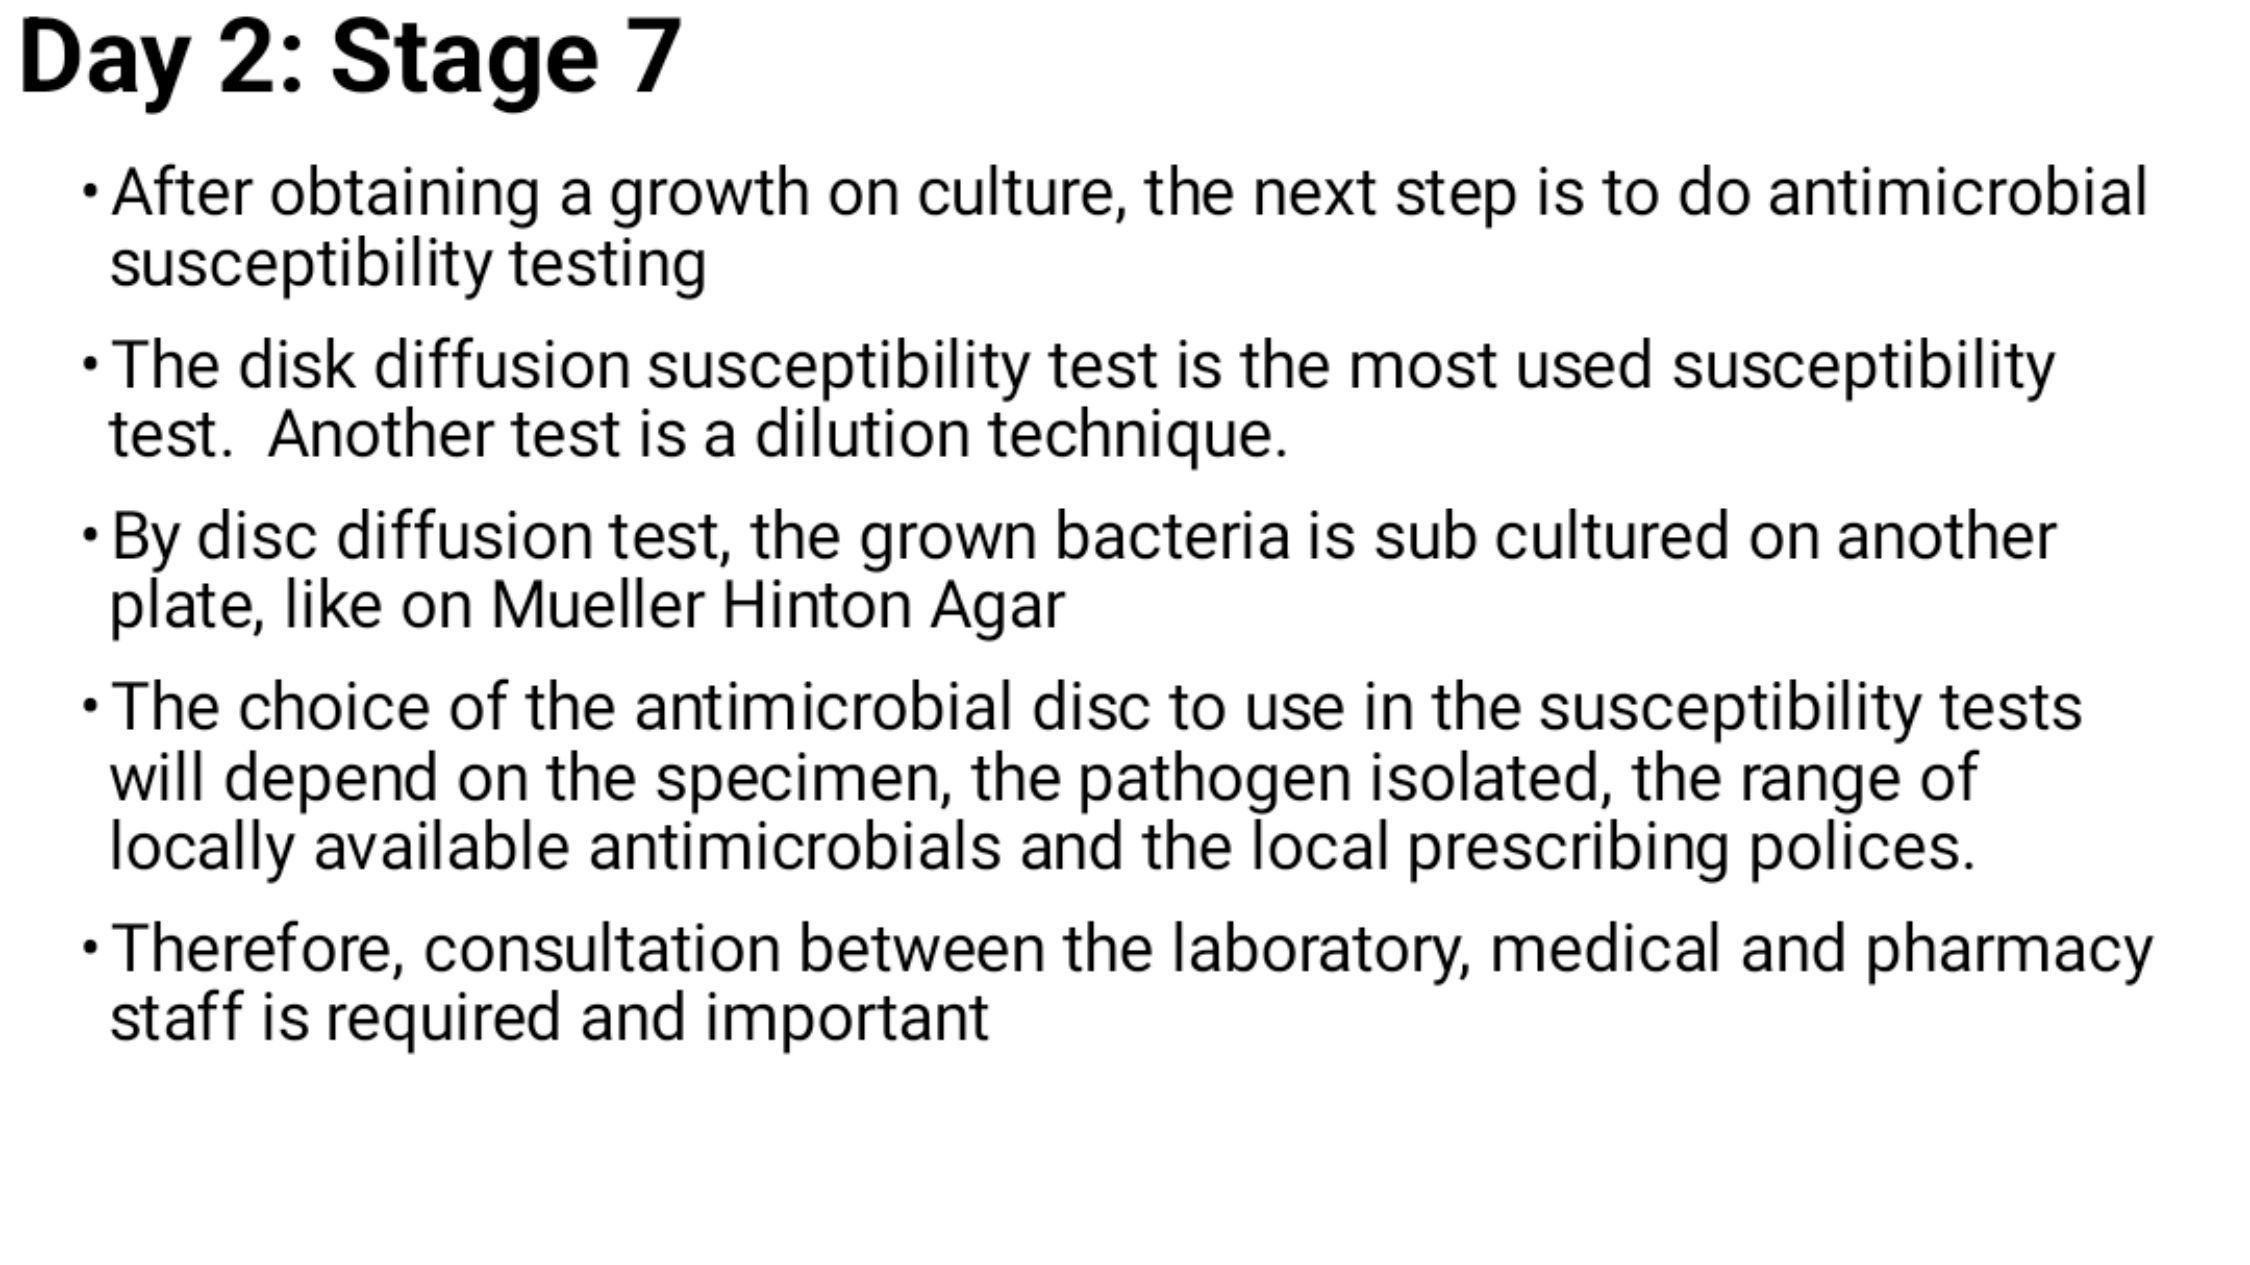 Day 2: Stage 7
• After obtaining a growth on culture, the next step is to do antimicrobial
susceptibility testing
• The disk diffusion susceptibility test is the most used susceptibility
test.  Another test is a dilution technique.
• By disc diffusion test, the grown bacteria is sub cultured on another
plate, like on Mueller Hinton Agar
• The choice of the antimicrobial disc to use in the susceptibility tests
will depend on the specimen, the pathogen isolated, the range of
locally available antimicrobials and the local prescribing polices.
• Therefore, consultation between the laboratory, medical and pharmacy
staff is required and important